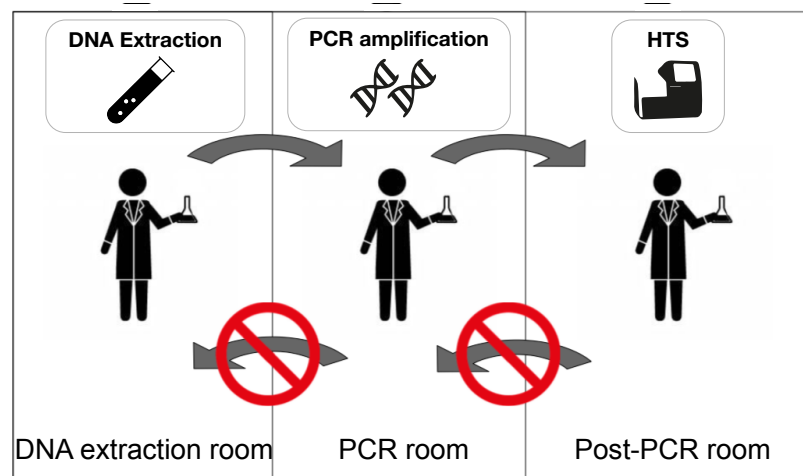 DNA Extraction
PCR amplification
HTS
DNA extraction room
PCR room
Post-PCR room